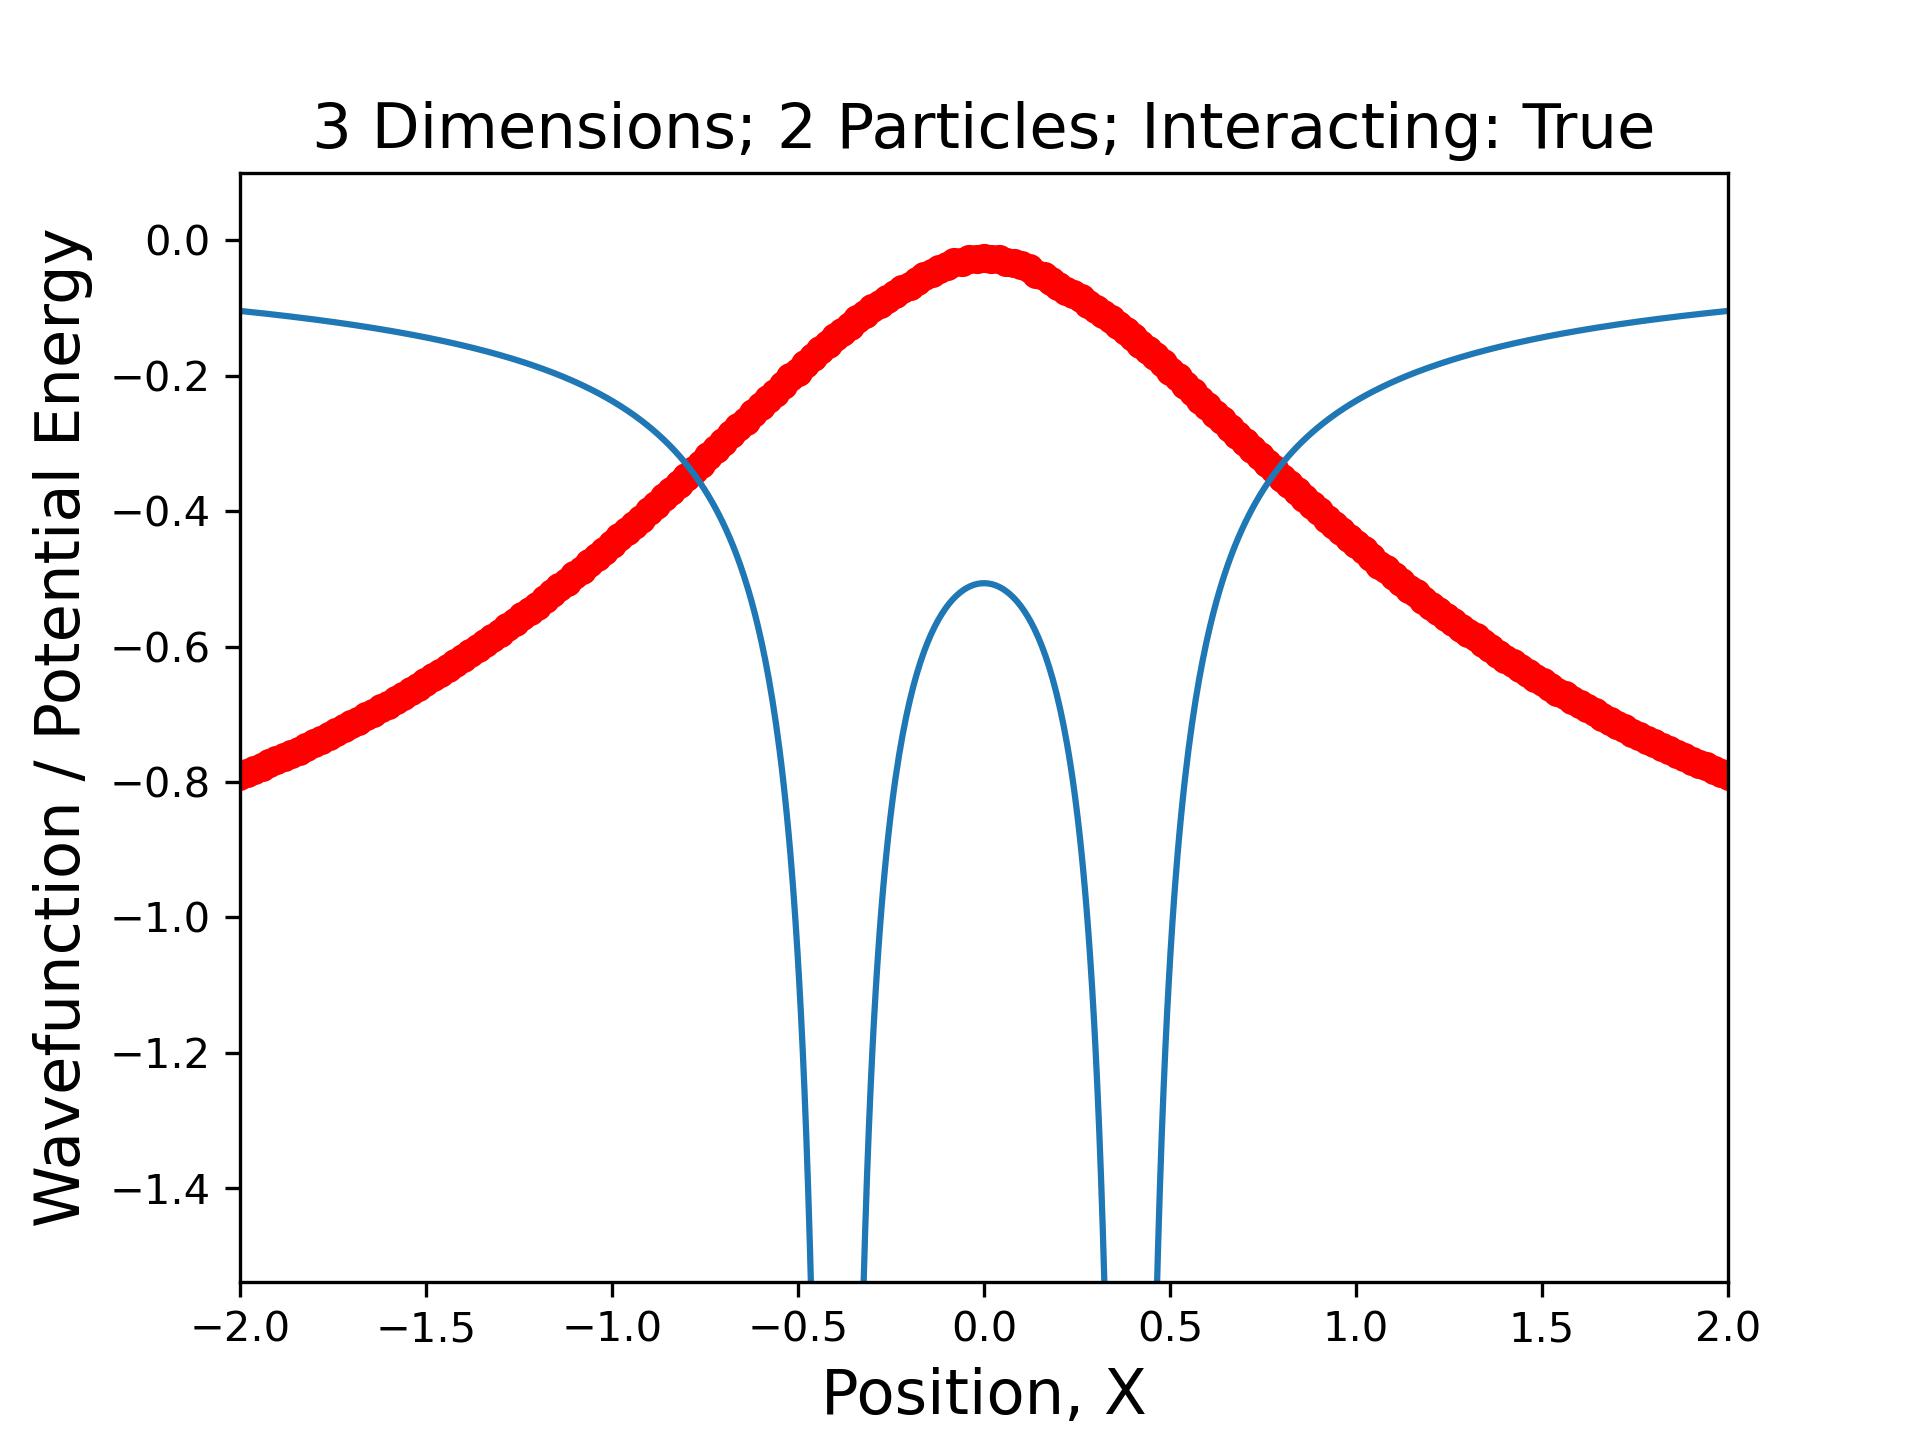 3 Dimensions; 2 Particles; Interacting: True
Wavefunction / Potential Energy
0.0
−0.2
−0.4
−0.6
−0.8
−1.0
−1.2
−1.4
−2.0 −1.5 −1.0 −0.5 0.0 0.5 1.0 1.5 2.0
Position, X